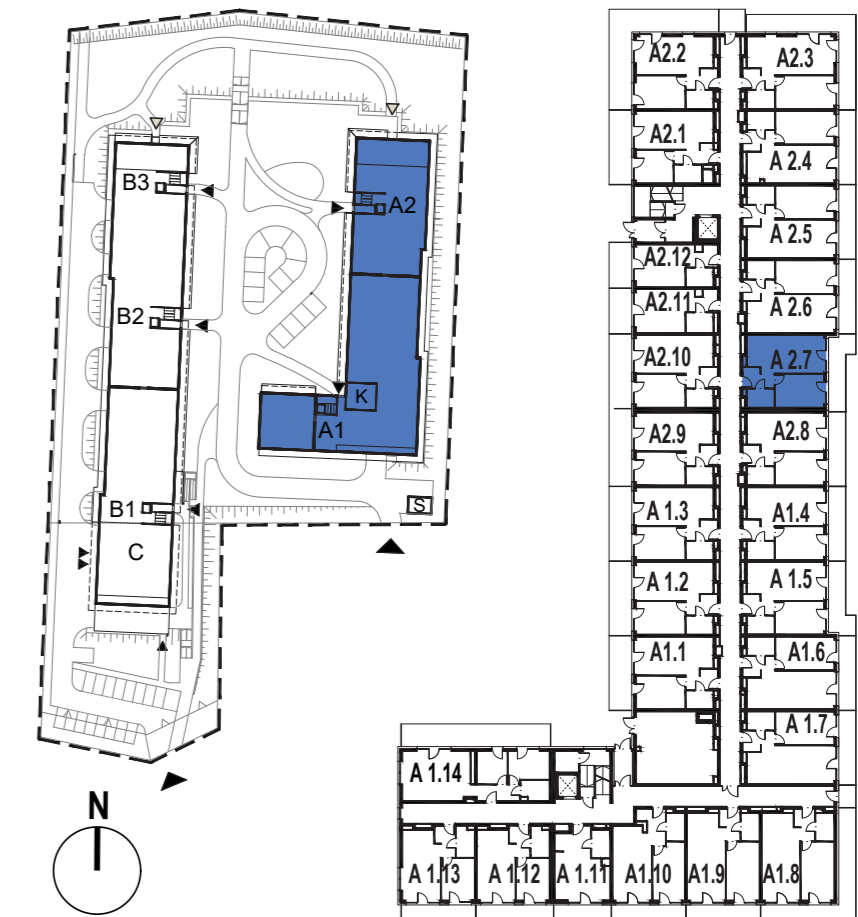 B3
A2
B2
K
A1
B1
S
C
N
A2.2
A2.3
A2.1
A 2.4
A 2.5
A2.12
A2.11
A 2.6
A2.10
A 2.7
A2.9
A2.8
A 1.3
A1.4
A 1.2
A 1.5
A1.1
A1.6
A 1.7
A 1.14
A 1.13
A 1.12
A 1.11
A1.10
A1.9
A1.8